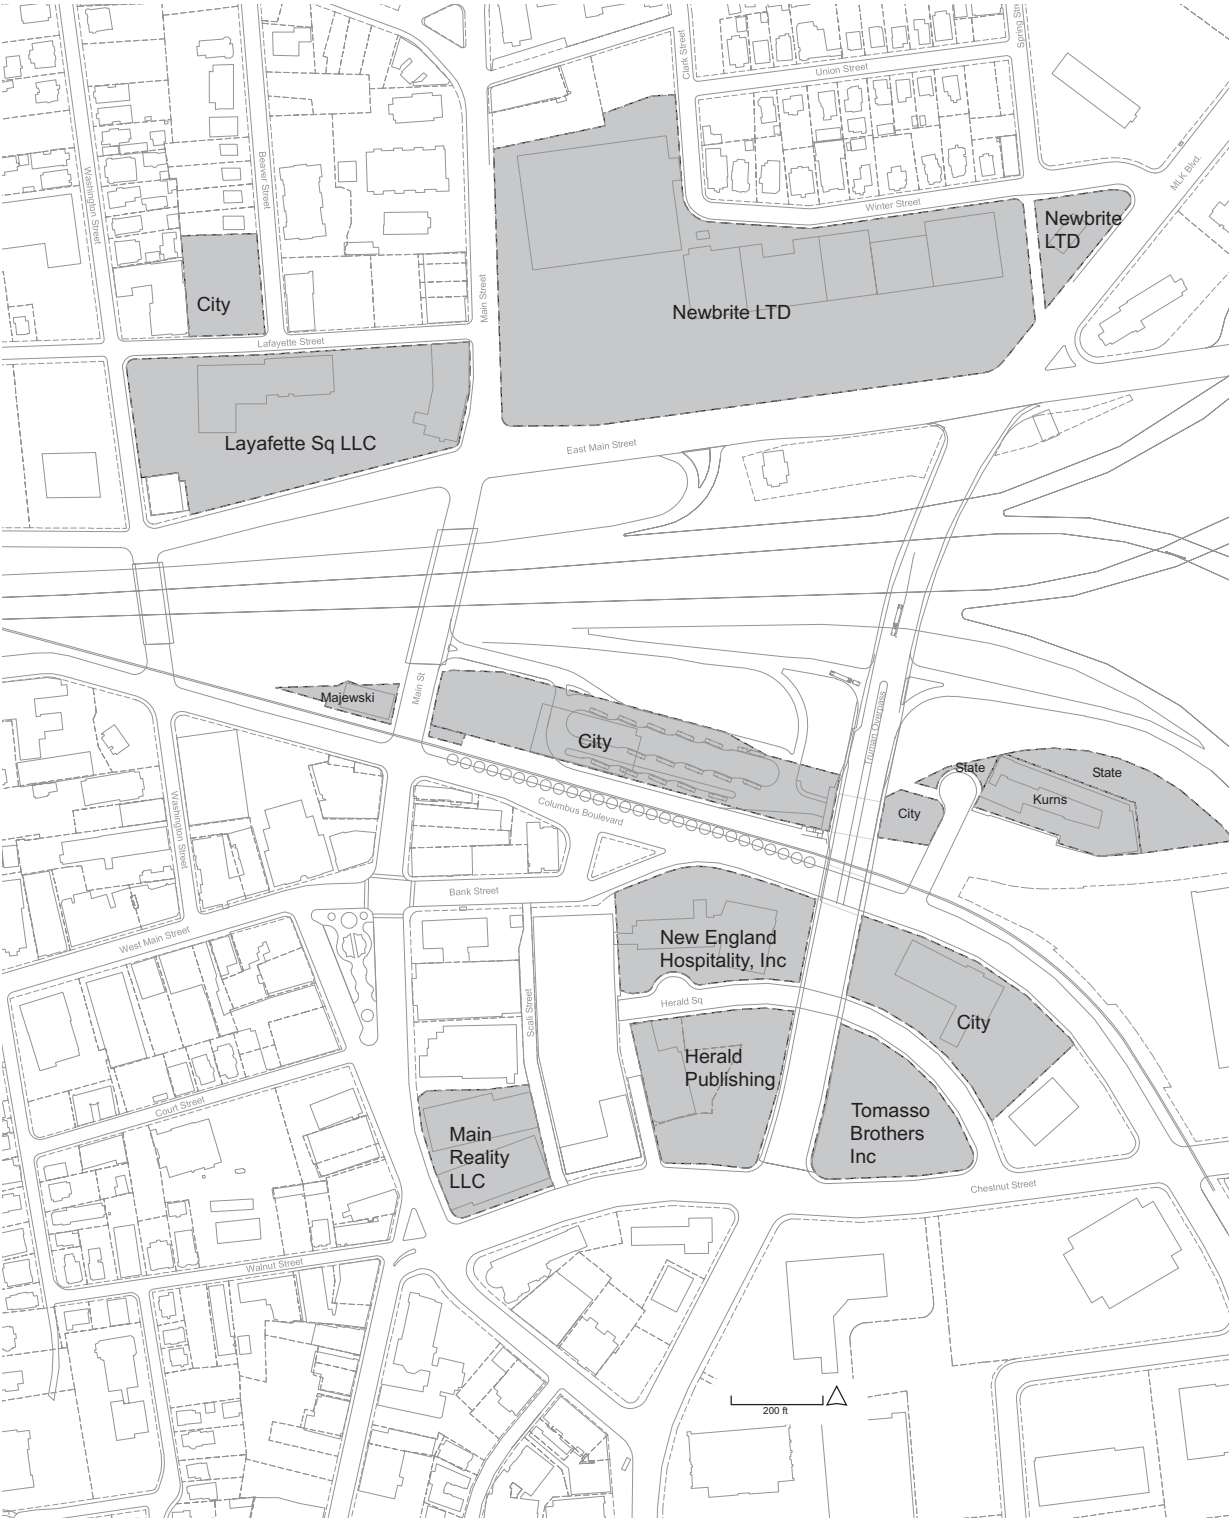 Clark Street
Spring Stre
Union Street
MLK Blvd.
Washington Street
Beaver Street
Winter Street
Newbrite
LTD
Main Street
City
Newbrite LTD
Lafayette Street
Layafette Sq LLC
East Main Street
Main St
Majewski
Truman Overpass
City
State
State
Kurns
City
Columbus Boulevard
Washington Street
Bank Street
West Main Street
New England
Hospitality, Inc
Scali Street
Herald Sq
City
Herald
Publishing
Court Street
Tomasso
Brothers
Inc
Main
Reality
LLC
Chestnut Street
Walnut Street
200 ft